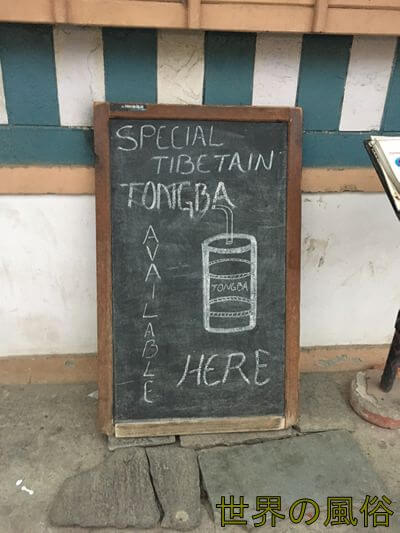 SPECIAL
TIBETAIN
TONGBA
AVAILABLE
TONGBA
HERE
世界の風俗